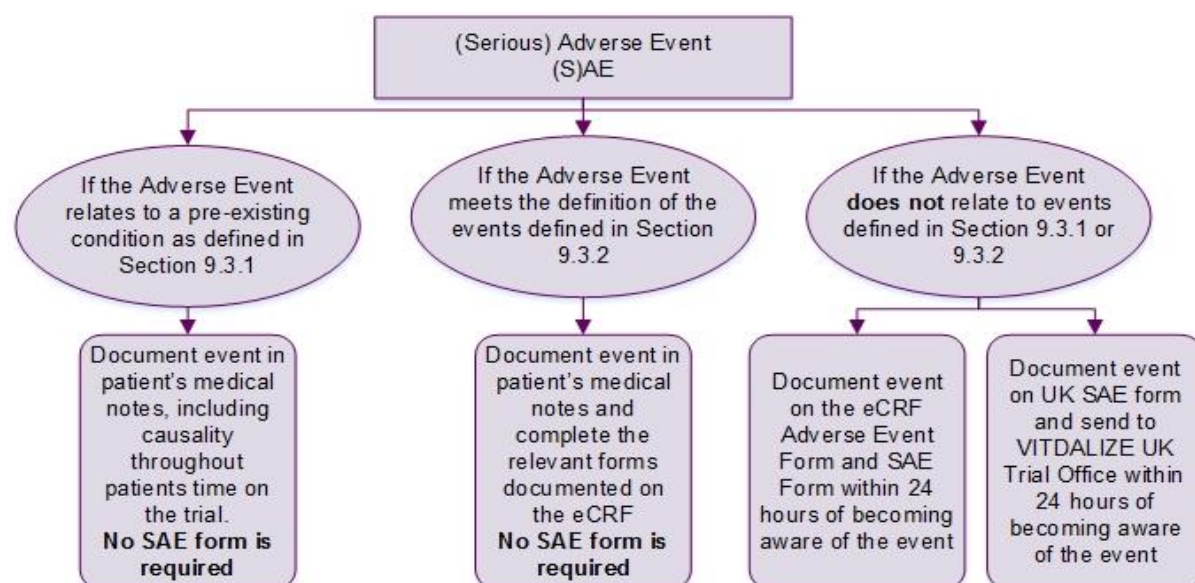 (Serious) Adverse Event
(S)AE
If the Adverse Event
relates to a pre-existing
condition as defined in
Section 9.3.1
If the Adverse Event
meets the definition of the
events defined in Section
9.3.2
If the Adverse Event
does not relate to events
defined in Section 9.3.1 or
9.3.2
Document event in
patient’s medical
notes, including
causality
throughout
patients time on
the trial.
No SAE form is
required
Document event in
patient’s medical
notes and
complete the
relevant forms
documented on
the eCRF
No SAE form is
required
Document event
on the eCRF
Adverse Event
Form and SAE
Form within 24
hours of becoming
aware of the event
Document event
on UK SAE form
and send to
VITDALIZE UK
Trial Office within
24 hours of
becoming aware
of the event